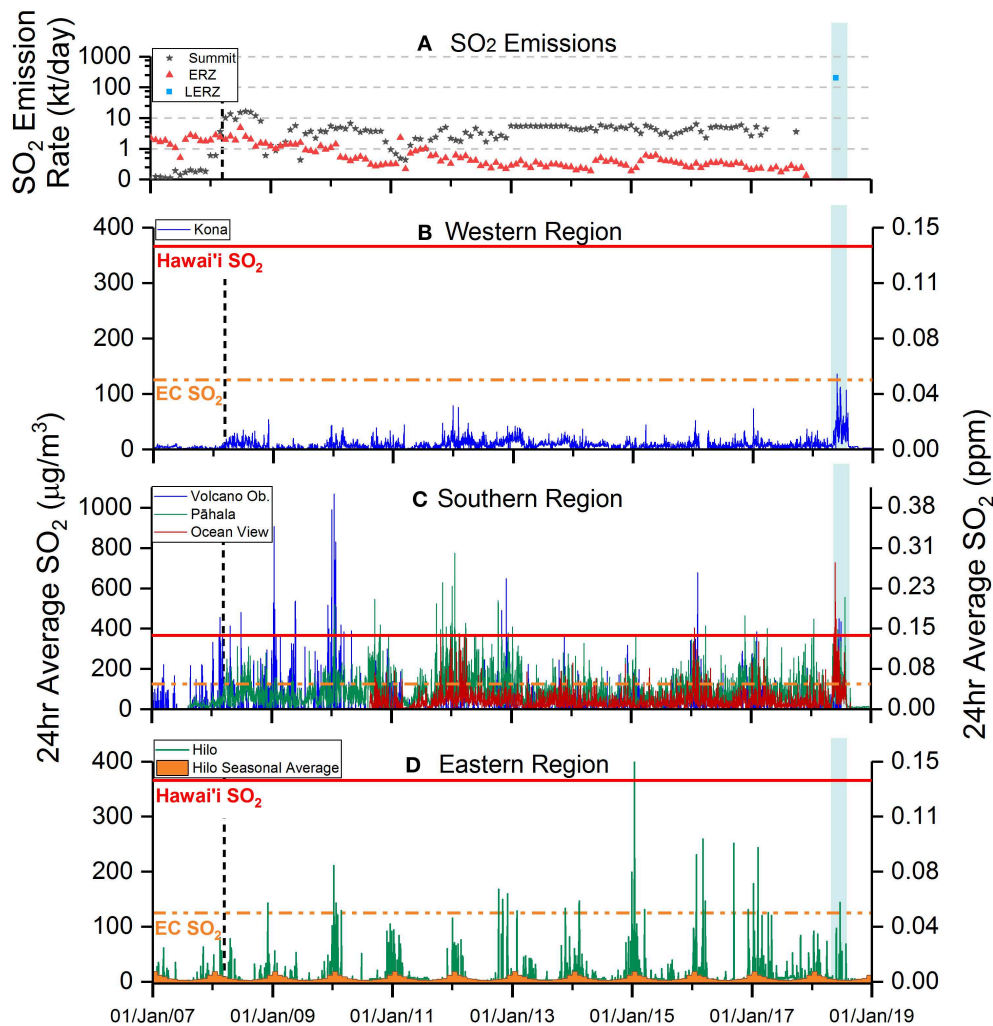 A SO2 Emissions
SO2 Emission
Rate (kt/day)
1000
100
10
1
0
Summit
ERZ
LERZ
B Western Region
Kona
Hawai'i SO2
EC SO2
400
300
200
100
0
0.15
0.11
0.08
0.04
0.00
24hr Average SO2 (μg/m3)
24hr Average SO2 (ppm)
C Southern Region
Volcano Ob.
Pāhala
Ocean View
1000
800
600
400
200
0
0.38
0.31
0.23
0.15
0.08
0.00
D Eastern Region
Hilo
Hilo Seasonal Average
Hawai'i SO2
EC SO2
400
300
200
100
0
0.15
0.11
0.08
0.04
0.00
01/Jan/07 01/Jan/09 01/Jan/11 01/Jan/13 01/Jan/15 01/Jan/17 01/Jan/19